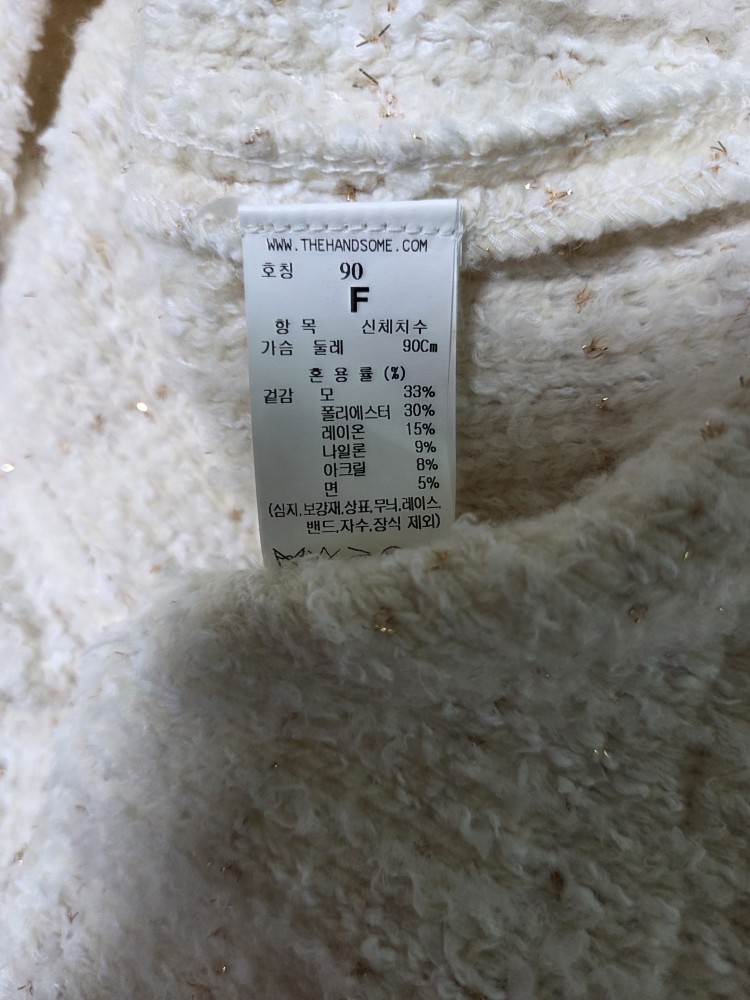 WWW.THEHANDSOME.COM
호칭 90
F
항 목 신체치수
가슴 둘레 90Cm
혼 용 률 (%)
겉감 모 33%
폴리에스터 30%
레이온 15%
나일론 9%
아크릴 8%
면 5%
(심지,보강재,상표,무늬,레이스,
밴드,자수,장식 제외)